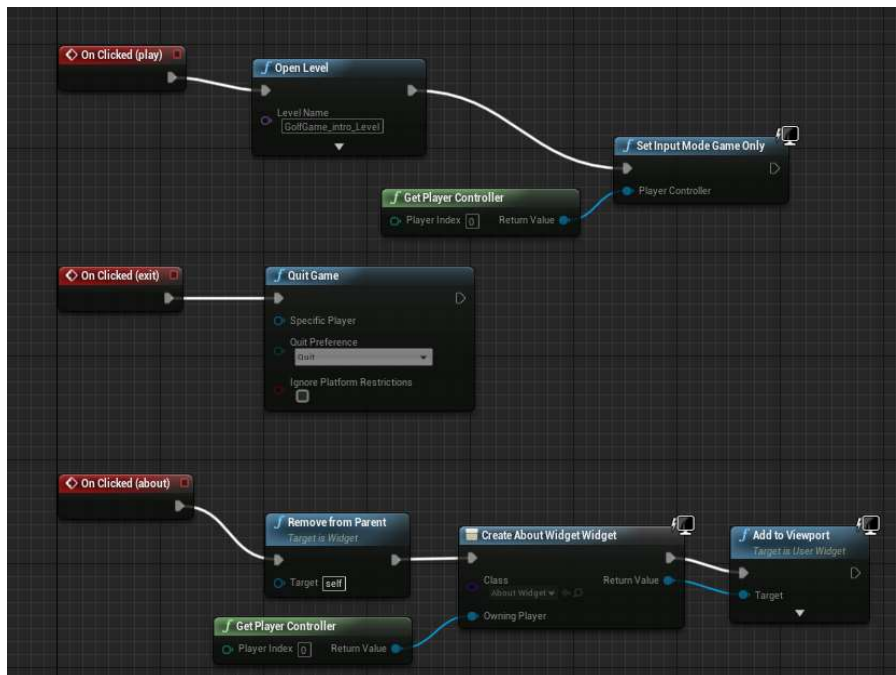 On Clicked (play)
f Open Level
Level Name
GolfGame_intro_Level
f Set Input Mode Game Only
Player Controller
f Get Player Controller
Player Index 0 Return Value
On Clicked (exit)
f Quit Game
Specific Player
Quit Preference
Quit
Ignore Platform Restrictions
On Clicked (about)
f Remove from Parent
Target is Widget
Target self
Create About Widget Widget
Class Return Value
About Widget
Owning Player
f Add to Viewport
Target is User Widget
Target
f Get Player Controller
Player Index 0 Return Value